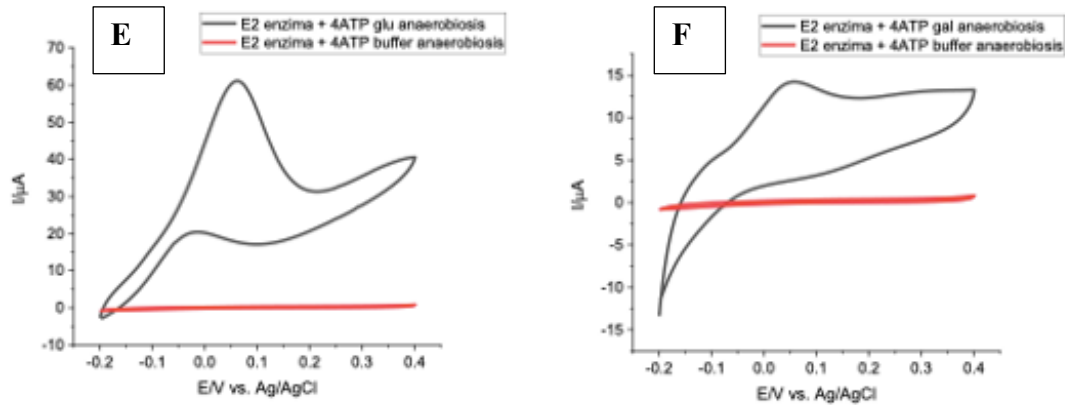 E
E2 enzima + 4ATP glu anaerobiosis
E2 enzima + 4ATP buffer anaerobiosis
70
60
50
40
30
20
10
0
-10
I/μA
-0.2 -0.1 0.0 0.1 0.2 0.3 0.4
E/V vs. Ag/AgCl
F
E2 enzima + 4ATP gal anaerobiosis
E2 enzima + 4ATP buffer anaerobiosis
15
10
5
0
-5
-10
-15
I/μA
-0.2 -0.1 0.0 0.1 0.2 0.3 0.4
E/V vs. Ag/AgCl